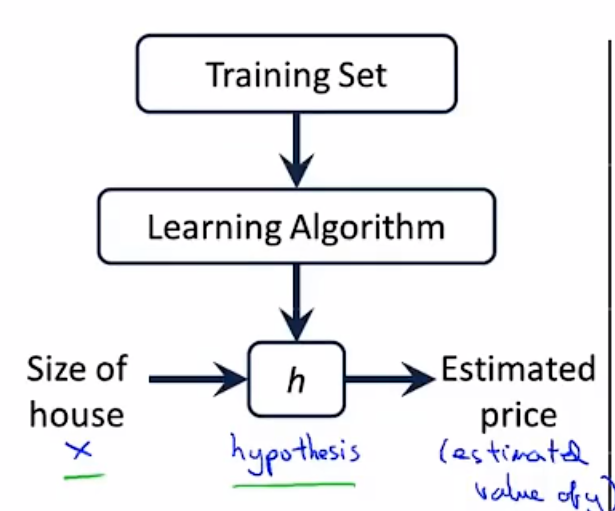 Training Set
Learning Algorithm
Size of
house
x
h
hypothesis
Estimated
price
(estimated
value of y)